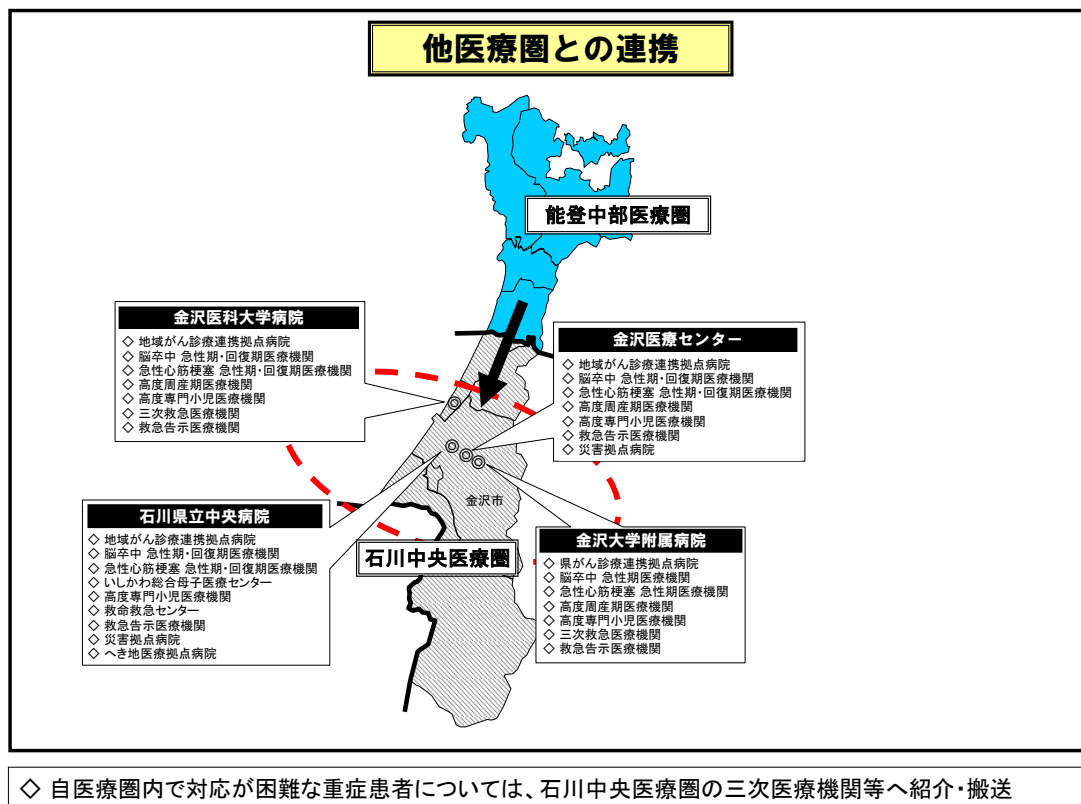 他医療圏との連携
能登中部医療圏
金沢医科大学病院
◇ 地域がん診療連携拠点病院
◇ 脳卒中 急性期・回復期医療機関
◇ 急性心筋梗塞 急性期・回復期医療機関
◇ 高度周産期医療機関
◇ 高度専門小児医療機関
◇ 三次救急医療機関
◇ 救急告示医療機関
金沢医療センター
◇ 地域がん診療連携拠点病院
◇ 脳卒中 急性期・回復期医療機関
◇ 急性心筋梗塞 急性期・回復期医療機関
◇ 高度周産期医療機関
◇ 高度専門小児医療機関
◇ 救急告示医療機関
◇ 災害拠点病院
金沢市
石川県立中央病院
◇ 地域がん診療連携拠点病院
◇ 脳卒中 急性期・回復期医療機関
◇ 急性心筋梗塞 急性期・回復期医療機関
◇ いしかわ総合母子医療センター
◇ 高度専門小児医療機関
◇ 救命救急センター
◇ 救急告示医療機関
◇ 災害拠点病院
◇ へき地医療拠点病院
石川中央医療圏
金沢大学附属病院
◇ 県がん診療連携拠点病院
◇ 脳卒中 急性期医療機関
◇ 急性心筋梗塞 急性期医療機関
◇ 高度周産期医療機関
◇ 高度専門小児医療機関
◇ 三次救急医療機関
◇ 救急告示医療機関
◇ 自医療圏内で対応が困難な重症患者については、石川中央医療圏の三次医療機関等へ紹介・搬送